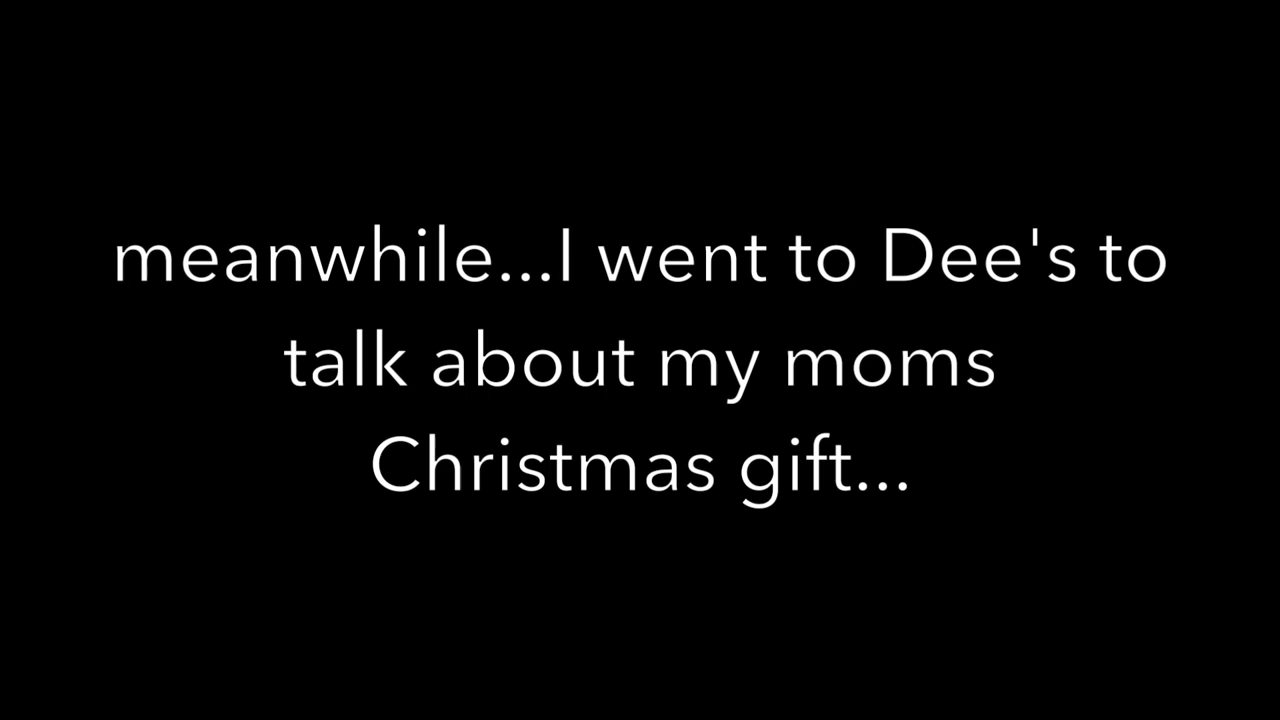 meanwhile...I went to Dee's to
talk about my moms
Christmas gift...